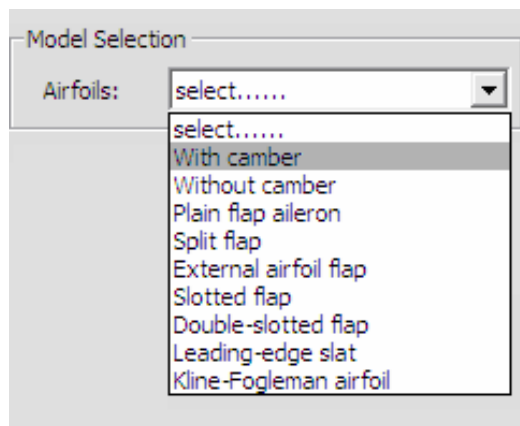 Model Selection
Airfoils: select......
select......
With camber
Without camber
Plain flap aileron
Split flap
External airfoil flap
Slotted flap
Double-slotted flap
Leading-edge slat
Kline-Fogleman airfoil